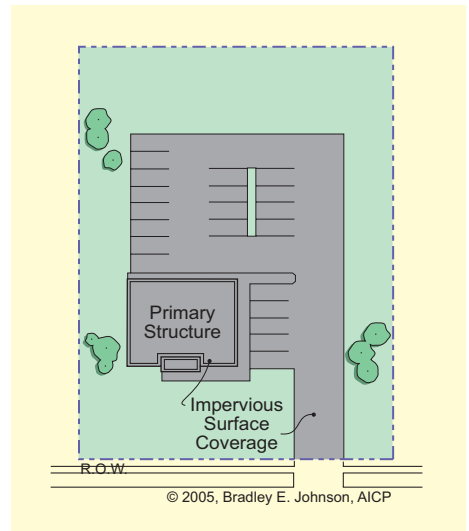 Primary
Structure
Impervious
Surface
Coverage
R.O.W.
© 2005, Bradley E. Johnson, AICP